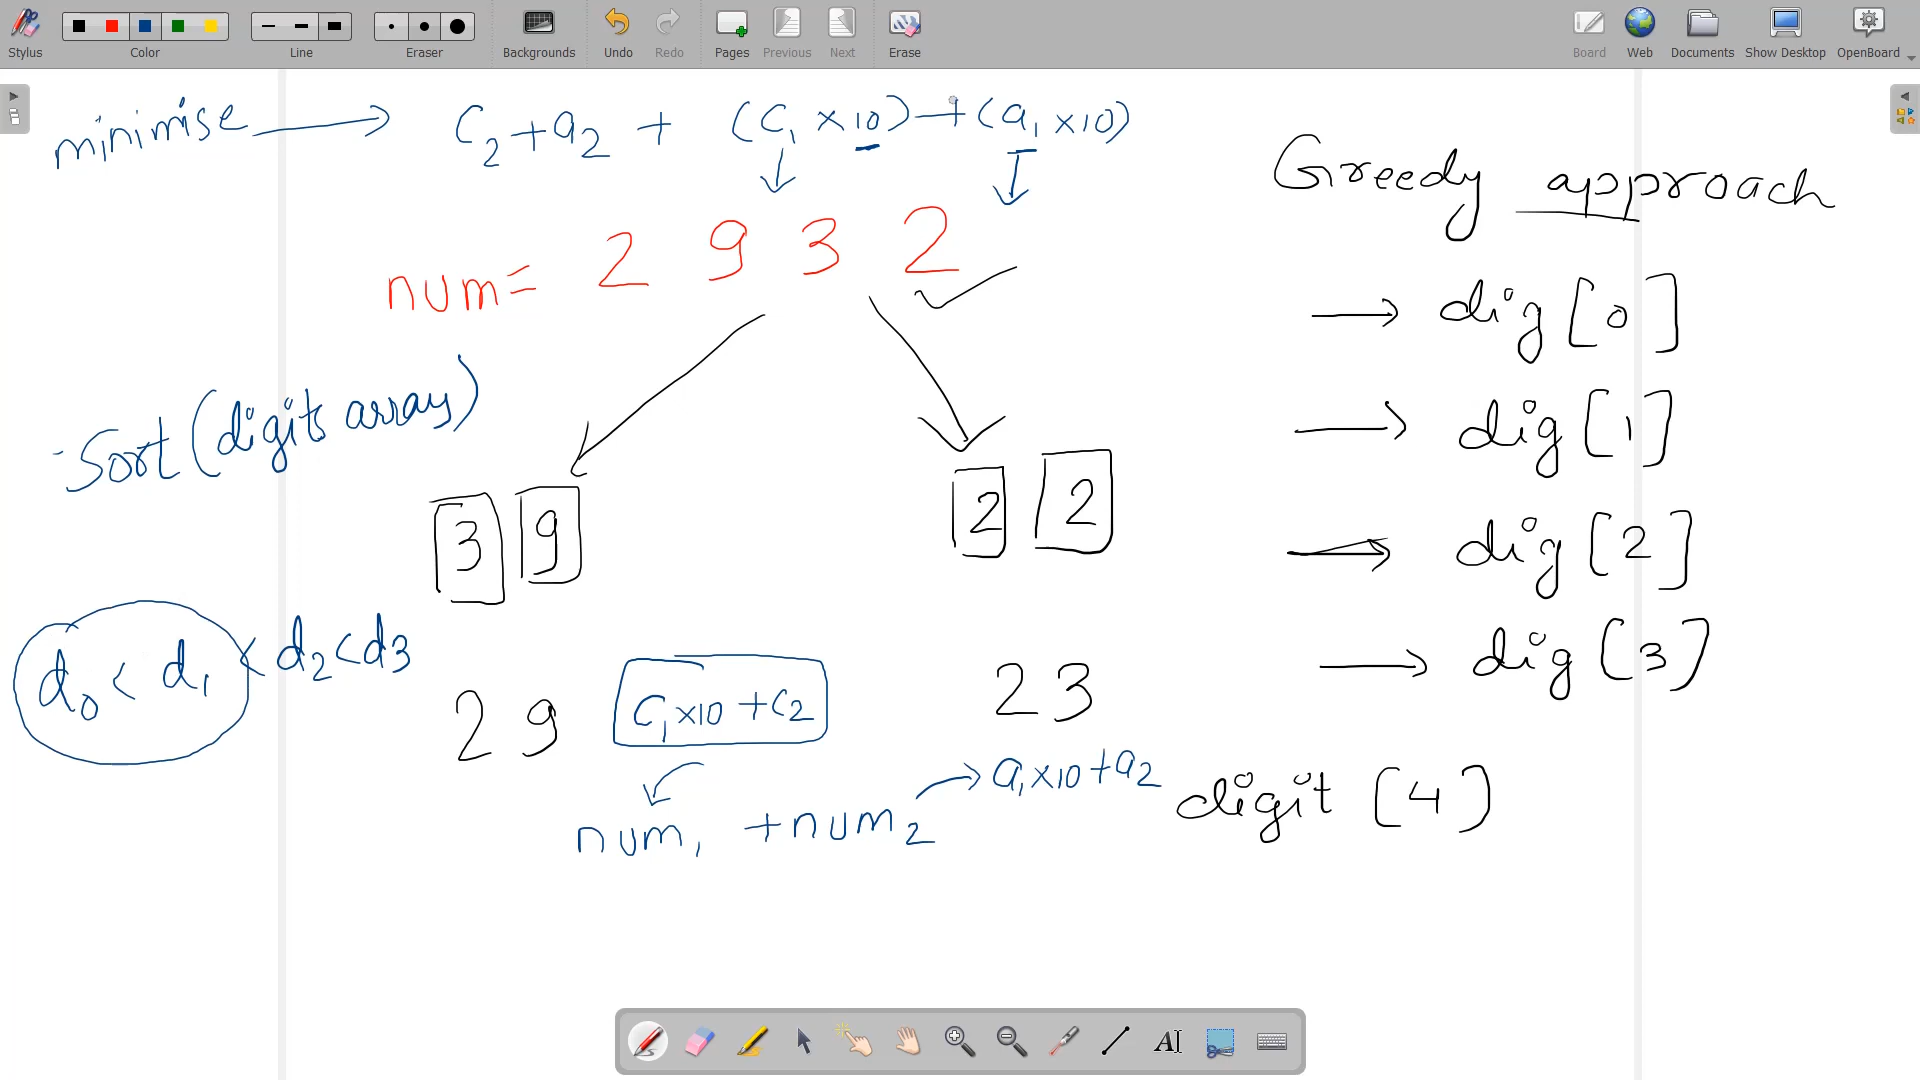 Stylus Color Line Eraser Backgrounds Undo Redo Pages Previous Next Erase Board Web Documents Show Desktop OpenBoard
minimise → C2 + a2 + (C1 × 10) + (a1 × 10)
Greedy approach
num = 2 9 3 2
→ dig [0]
Sort (digits array)
→ dig [1]
3 9 2 2
→ dig [2]
d0 < d1 < d2 < d3
→ dig [3]
2 9 C1×10 + C2 2 3
a1×10 + a2
num1 + num2
digit [4]